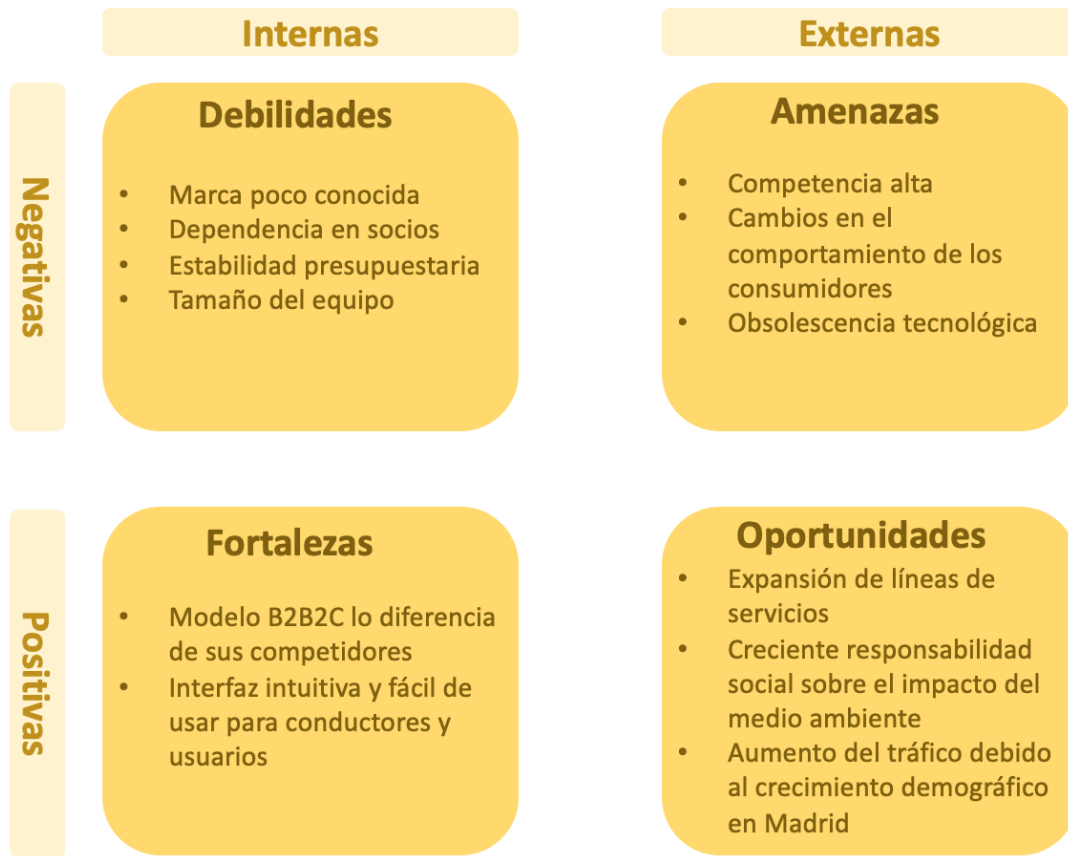 Internas
Externas
Negativas
Debilidades
• Marca poco conocida
• Dependencia en socios
• Estabilidad presupuestaria
• Tamaño del equipo
Amenazas
• Competencia alta
• Cambios en el
comportamiento de los
consumidores
• Obsolescencia tecnológica
Positivas
Fortalezas
• Modelo B2B2C lo diferencia
de sus competidores
• Interfaz intuitiva y fácil de
usar para conductores y
usuarios
Oportunidades
• Expansión de líneas de
servicios
• Creciente responsabilidad
social sobre el impacto del
medio ambiente
• Aumento del tráfico debido
al crecimiento demográfico
en Madrid